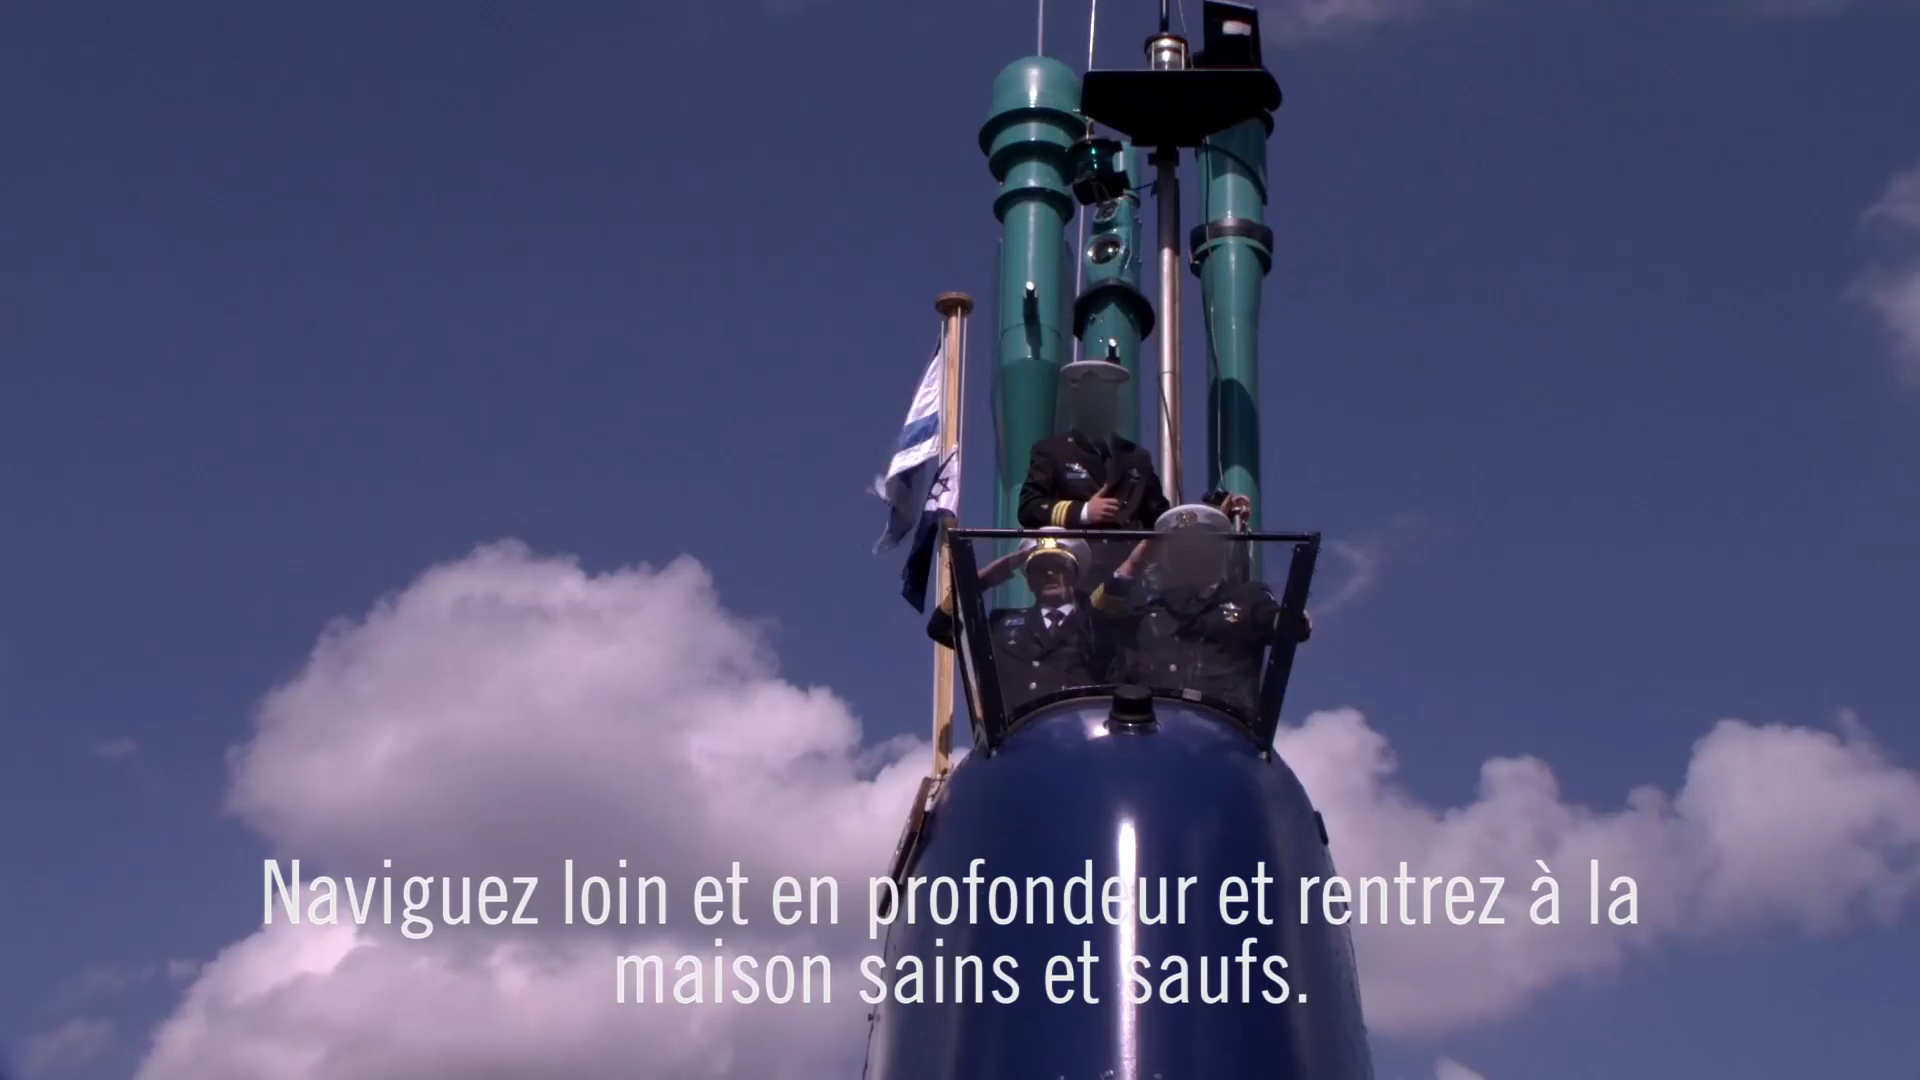 Naviguez loin et en profondeur et rentrez à la
maison sains et saufs.